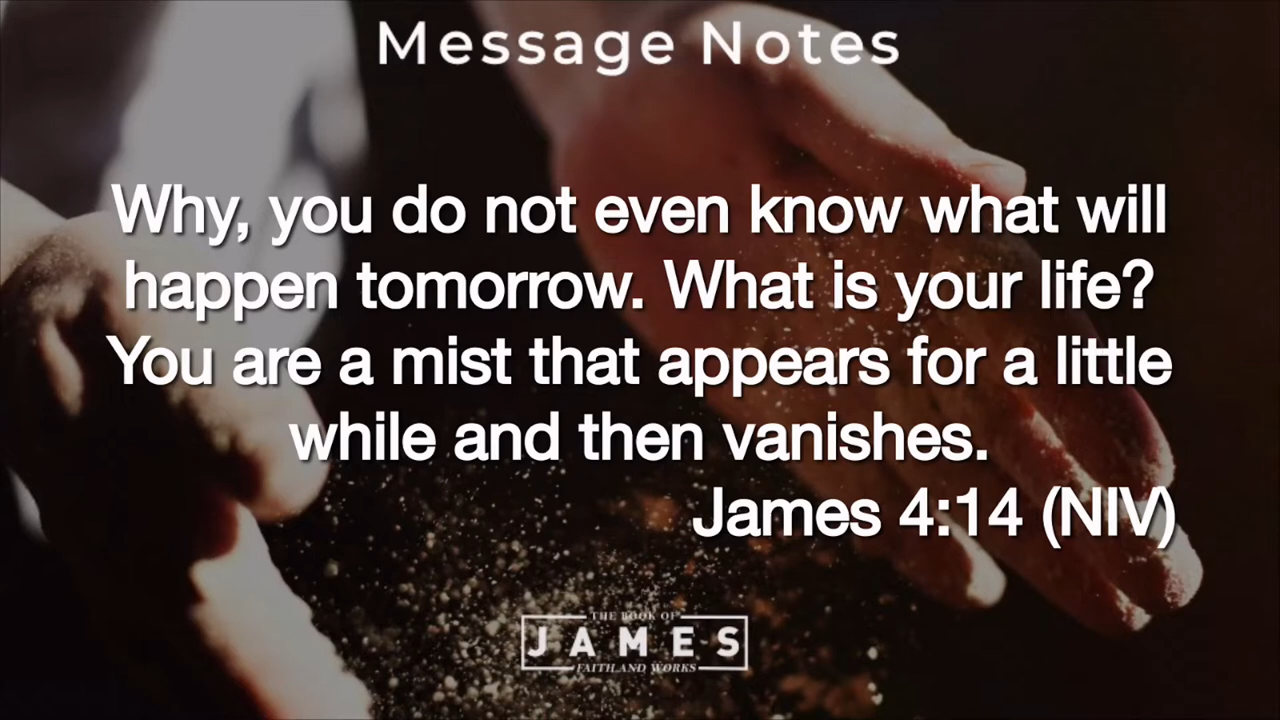 Message Notes
Why, you do not even know what will
happen tomorrow. What is your life?
You are a mist that appears for a little
while and then vanishes.
James 4:14 (NIV)
THE BOOK OF
JAMES
FAITH AND WORKS